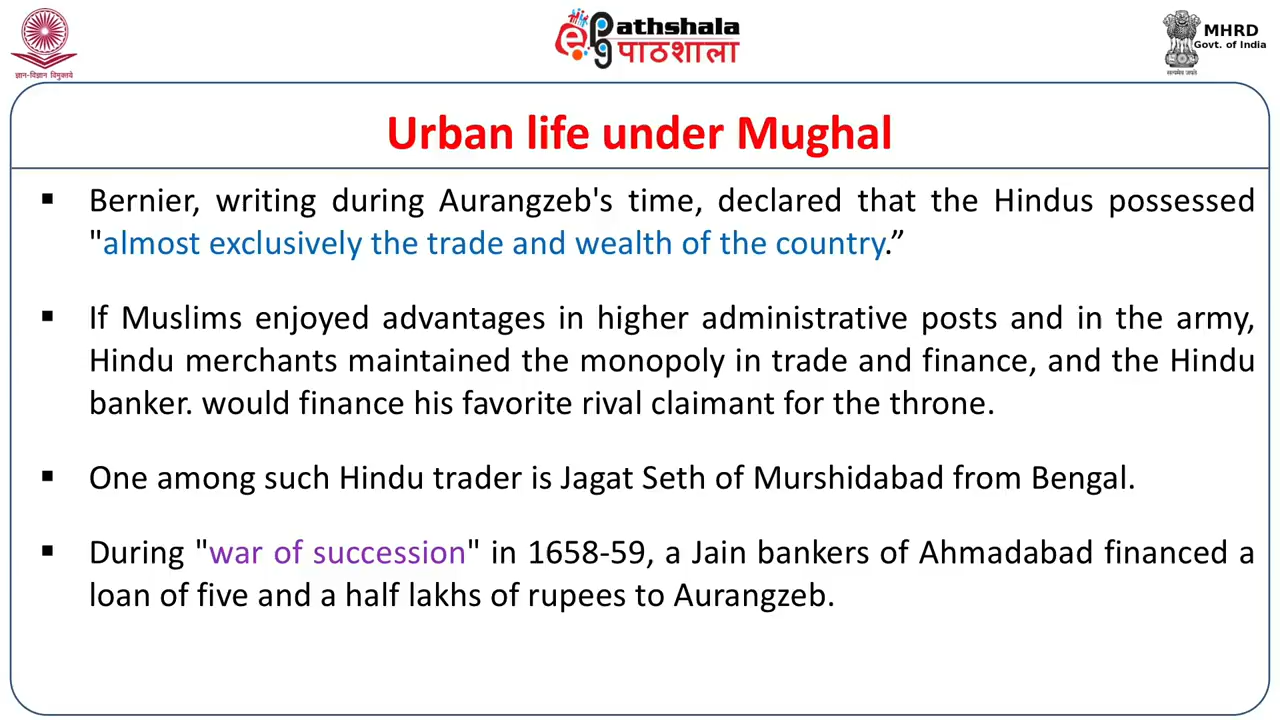 ज्ञान-विज्ञान विमुक्तये
ePathshala
पाठशाला
MHRD
Govt. of India
सत्यमेव जयते
Urban life under Mughal
▪ Bernier, writing during Aurangzeb's time, declared that the Hindus possessed
"almost exclusively the trade and wealth of the country.”
▪ If Muslims enjoyed advantages in higher administrative posts and in the army,
Hindu merchants maintained the monopoly in trade and finance, and the Hindu
banker. would finance his favorite rival claimant for the throne.
▪ One among such Hindu trader is Jagat Seth of Murshidabad from Bengal.
▪ During "war of succession" in 1658-59, a Jain bankers of Ahmadabad financed a
loan of five and a half lakhs of rupees to Aurangzeb.